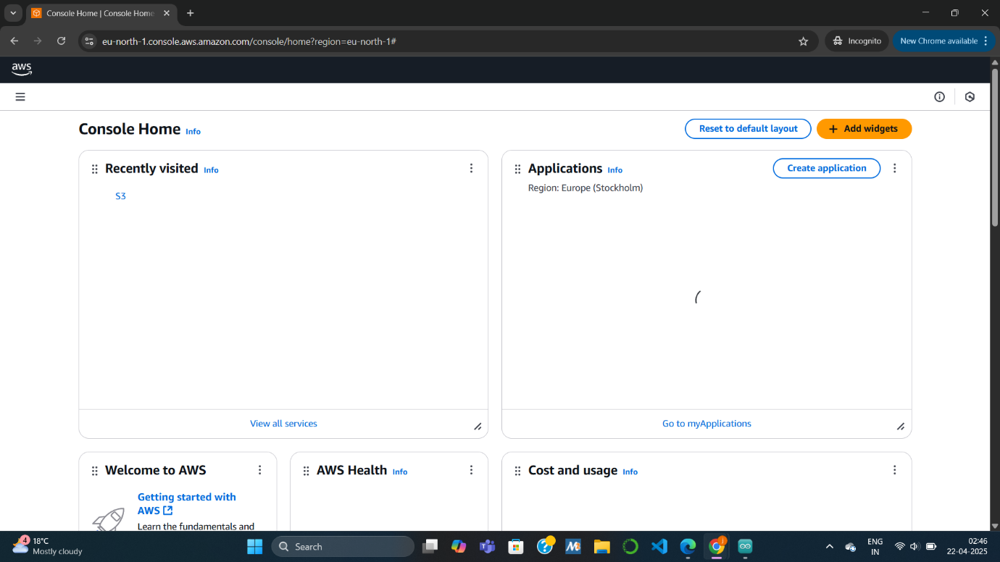 Console Home | Console Home
eu-north-1.console.aws.amazon.com/console/home?region=eu-north-1#
Incognito
New Chrome available
aws
Console Home Info
Reset to default layout
+ Add widgets
Recently visited Info
S3
View all services
Applications Info
Create application
Region: Europe (Stockholm)
Go to myApplications
Welcome to AWS
Getting started with
AWS
Learn the fundamentals and
AWS Health Info
Cost and usage Info
4
18°C
Mostly cloudy
Search
ENG
IN
02:46
22-04-2025